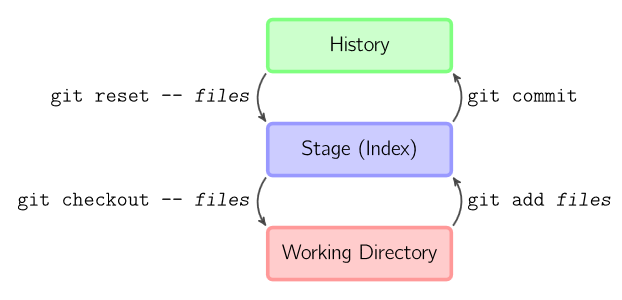 History
git reset -- files
git commit
Stage (Index)
git checkout -- files
git add files
Working Directory